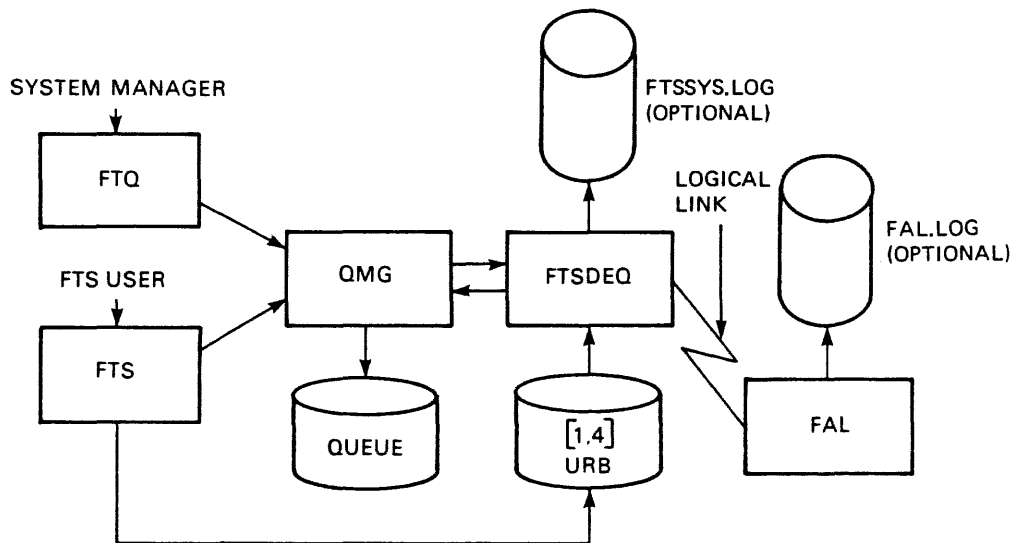 SYSTEM MANAGER
FTQ
FTS USER
FTS
QMG
QUEUE
FTSSYS.LOG
(OPTIONAL)
FTSDEQ
[1,4]
URB
LOGICAL
LINK
FAL.LOG
(OPTIONAL)
FAL